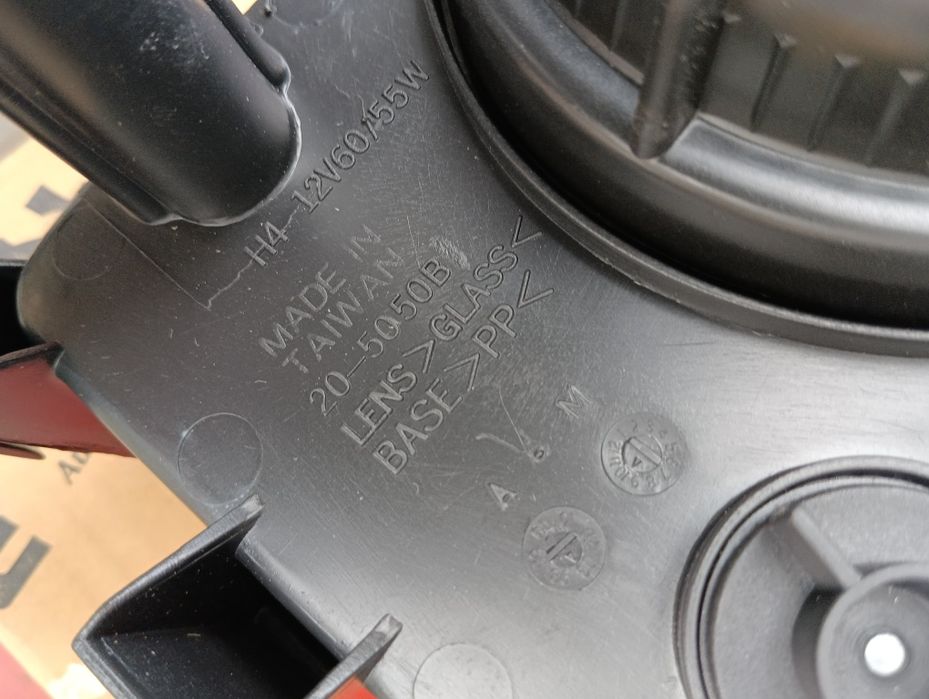 H4 12V60/55W
MADE IN
TAIWAN
20-5050B
LENS>GLASS<
BASE>PP<
M
A